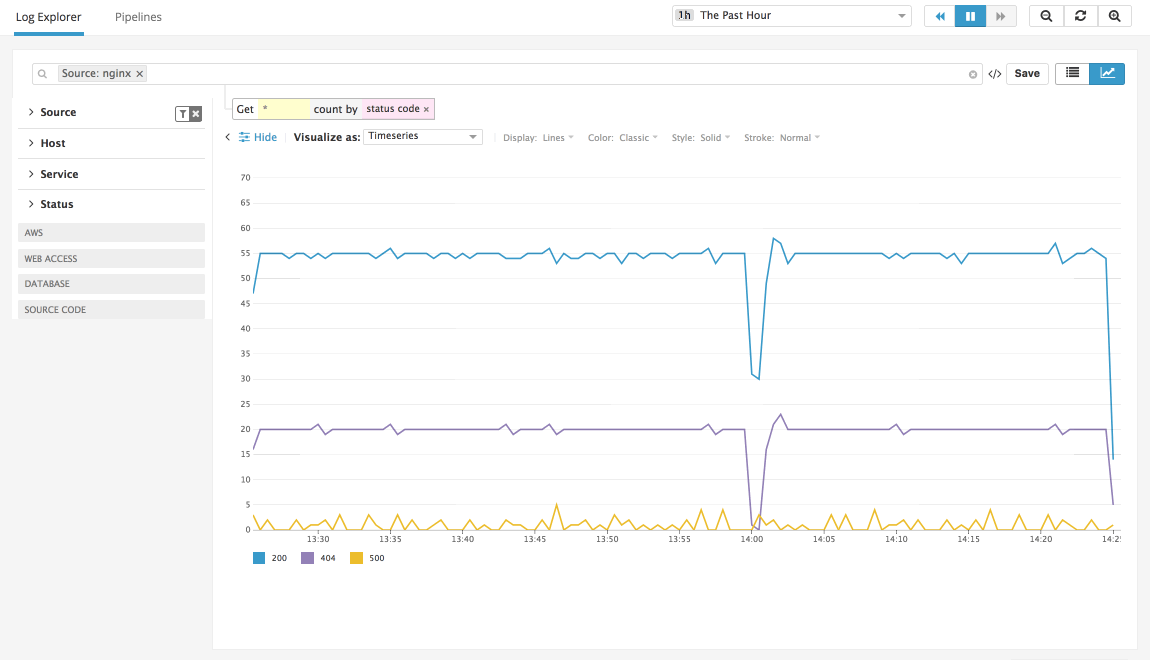 Log Explorer Pipelines 1h The Past Hour
Source: nginx × </> Save
Source
Host
Service
Status
AWS
WEB ACCESS
DATABASE
SOURCE CODE
Get * count by status code ×
Hide Visualize as: Timeseries Display: Lines Color: Classic Style: Solid Stroke: Normal
70
65
60
55
50
45
40
35
30
25
20
15
10
5
0
13:30 13:35 13:40 13:45 13:50 13:55 14:00 14:05 14:10 14:15 14:20
200 404 500